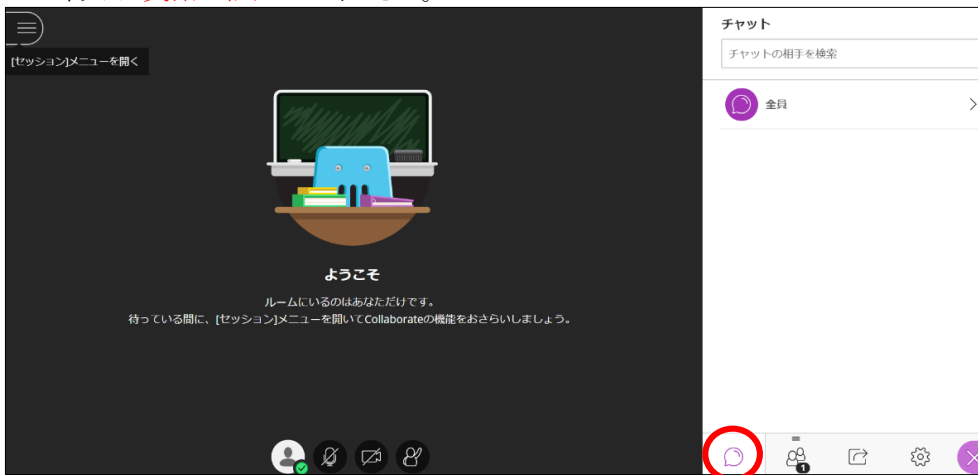 チャット
[セッション]メニューを開く
チャットの相手を検索
全員
ようこそ
ルームにいるのはあなただけです。
待っている間に、[セッション]メニューを開いてCollaborateの機能をおさらいしましょう。
1